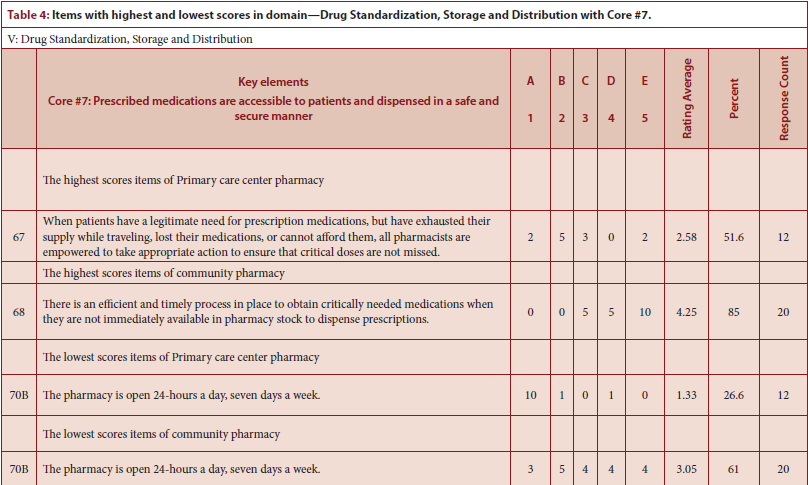 Table 4: Items with highest and lowest scores in domain—Drug Standardization, Storage and Distribution with Core #7.
V: Drug Standardization, Storage and Distribution
Key elements
Core #7: Prescribed medications are accessible to patients and dispensed in a safe and
secure manner
A B C D E
1 2 3 4 5
Rating Average
Percent
Response Count
The highest scores items of Primary care center pharmacy
67 When patients have a legitimate need for prescription medications, but have exhausted their
supply while traveling, lost their medications, or cannot afford them, all pharmacists are
empowered to take appropriate action to ensure that critical doses are not missed.
2 5 3 0 2 2.58 51.6 12
The highest scores items of community pharmacy
68 There is an efficient and timely process in place to obtain critically needed medications when
they are not immediately available in pharmacy stock to dispense prescriptions.
0 0 5 5 10 4.25 85 20
The lowest scores items of Primary care center pharmacy
70B The pharmacy is open 24-hours a day, seven days a week. 10 1 0 1 0 1.33 26.6 12
The lowest scores items of community pharmacy
70B The pharmacy is open 24-hours a day, seven days a week. 3 5 4 4 4 3.05 61 20